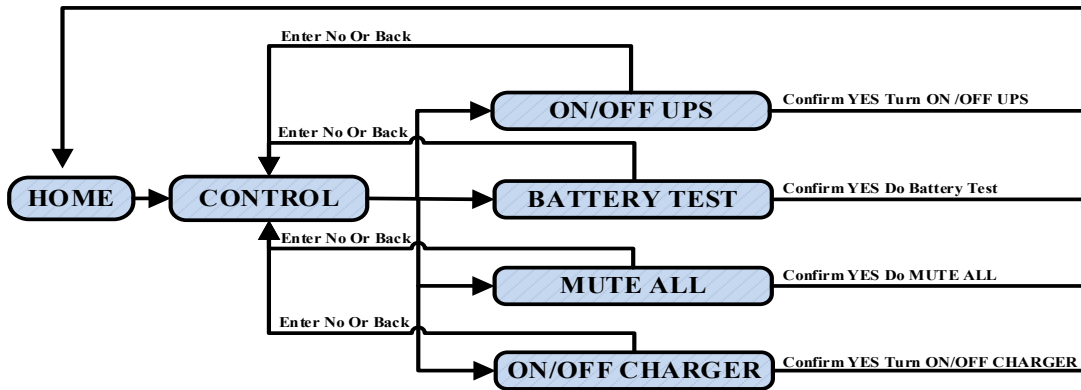 Enter No Or Back
ON/OFF UPS
Confirm YES Turn ON /OFF UPS
Enter No Or Back
HOME
CONTROL
BATTERY TEST
Confirm YES Do Battery Test
Enter No Or Back
MUTE ALL
Confirm YES Do MUTE ALL
Enter No Or Back
ON/OFF CHARGER
Confirm YES Turn ON/OFF CHARGER